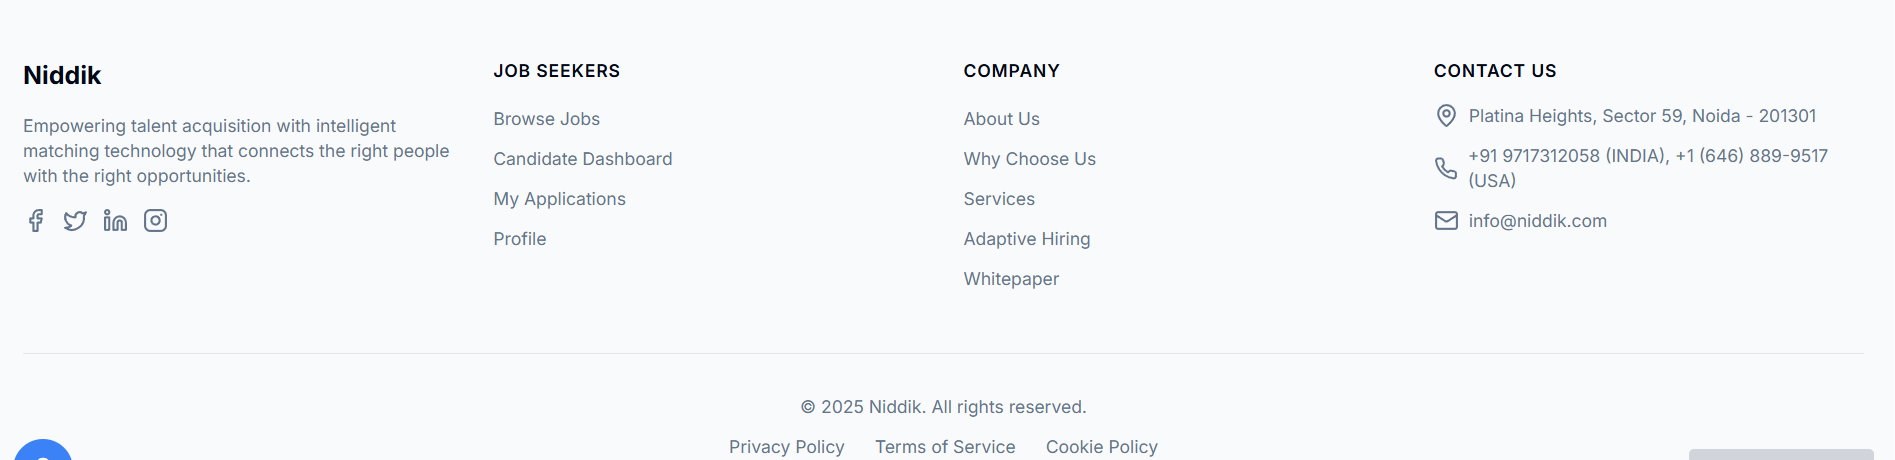 Niddik
Empowering talent acquisition with intelligent
matching technology that connects the right people
with the right opportunities.
JOB SEEKERS
Browse Jobs
Candidate Dashboard
My Applications
Profile
COMPANY
About Us
Why Choose Us
Services
Adaptive Hiring
Whitepaper
CONTACT US
Platina Heights, Sector 59, Noida - 201301
+91 9717312058 (INDIA), +1 (646) 889-9517
(USA)
info@niddik.com
© 2025 Niddik. All rights reserved.
Privacy Policy Terms of Service Cookie Policy